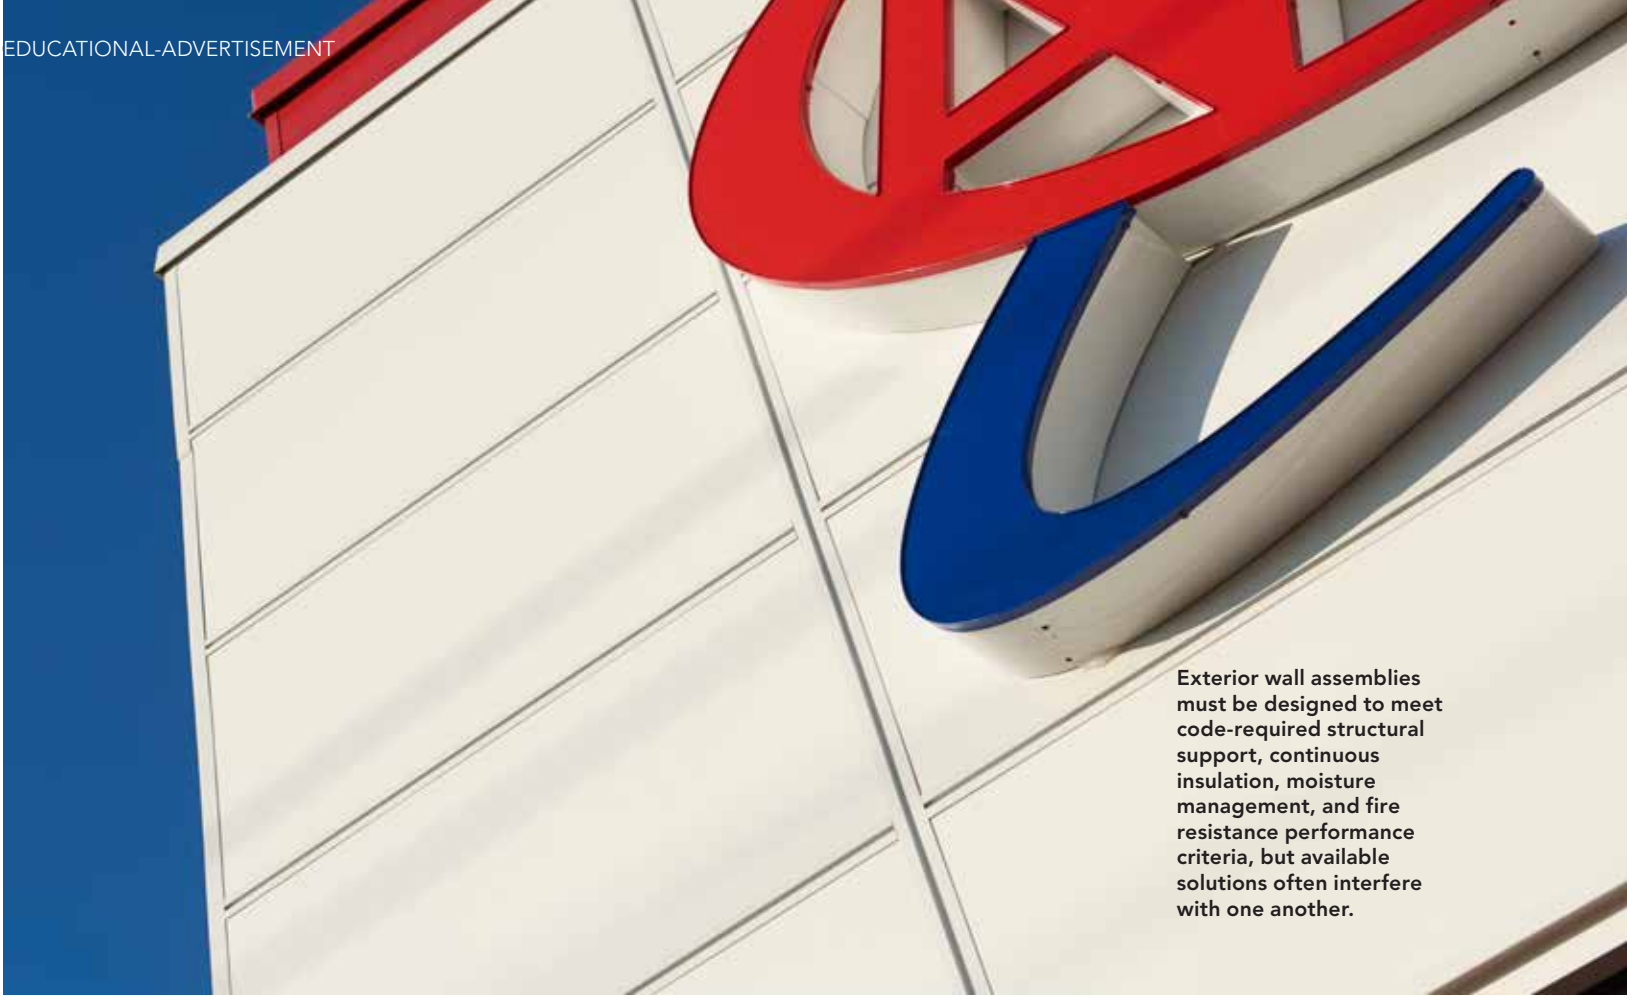 EDUCATIONAL-ADVERTISEMENT
Exterior wall assemblies
must be designed to meet
code-required structural
support, continuous
insulation, moisture
management, and fire
resistance performance
criteria, but available
solutions often interfere
with one another.